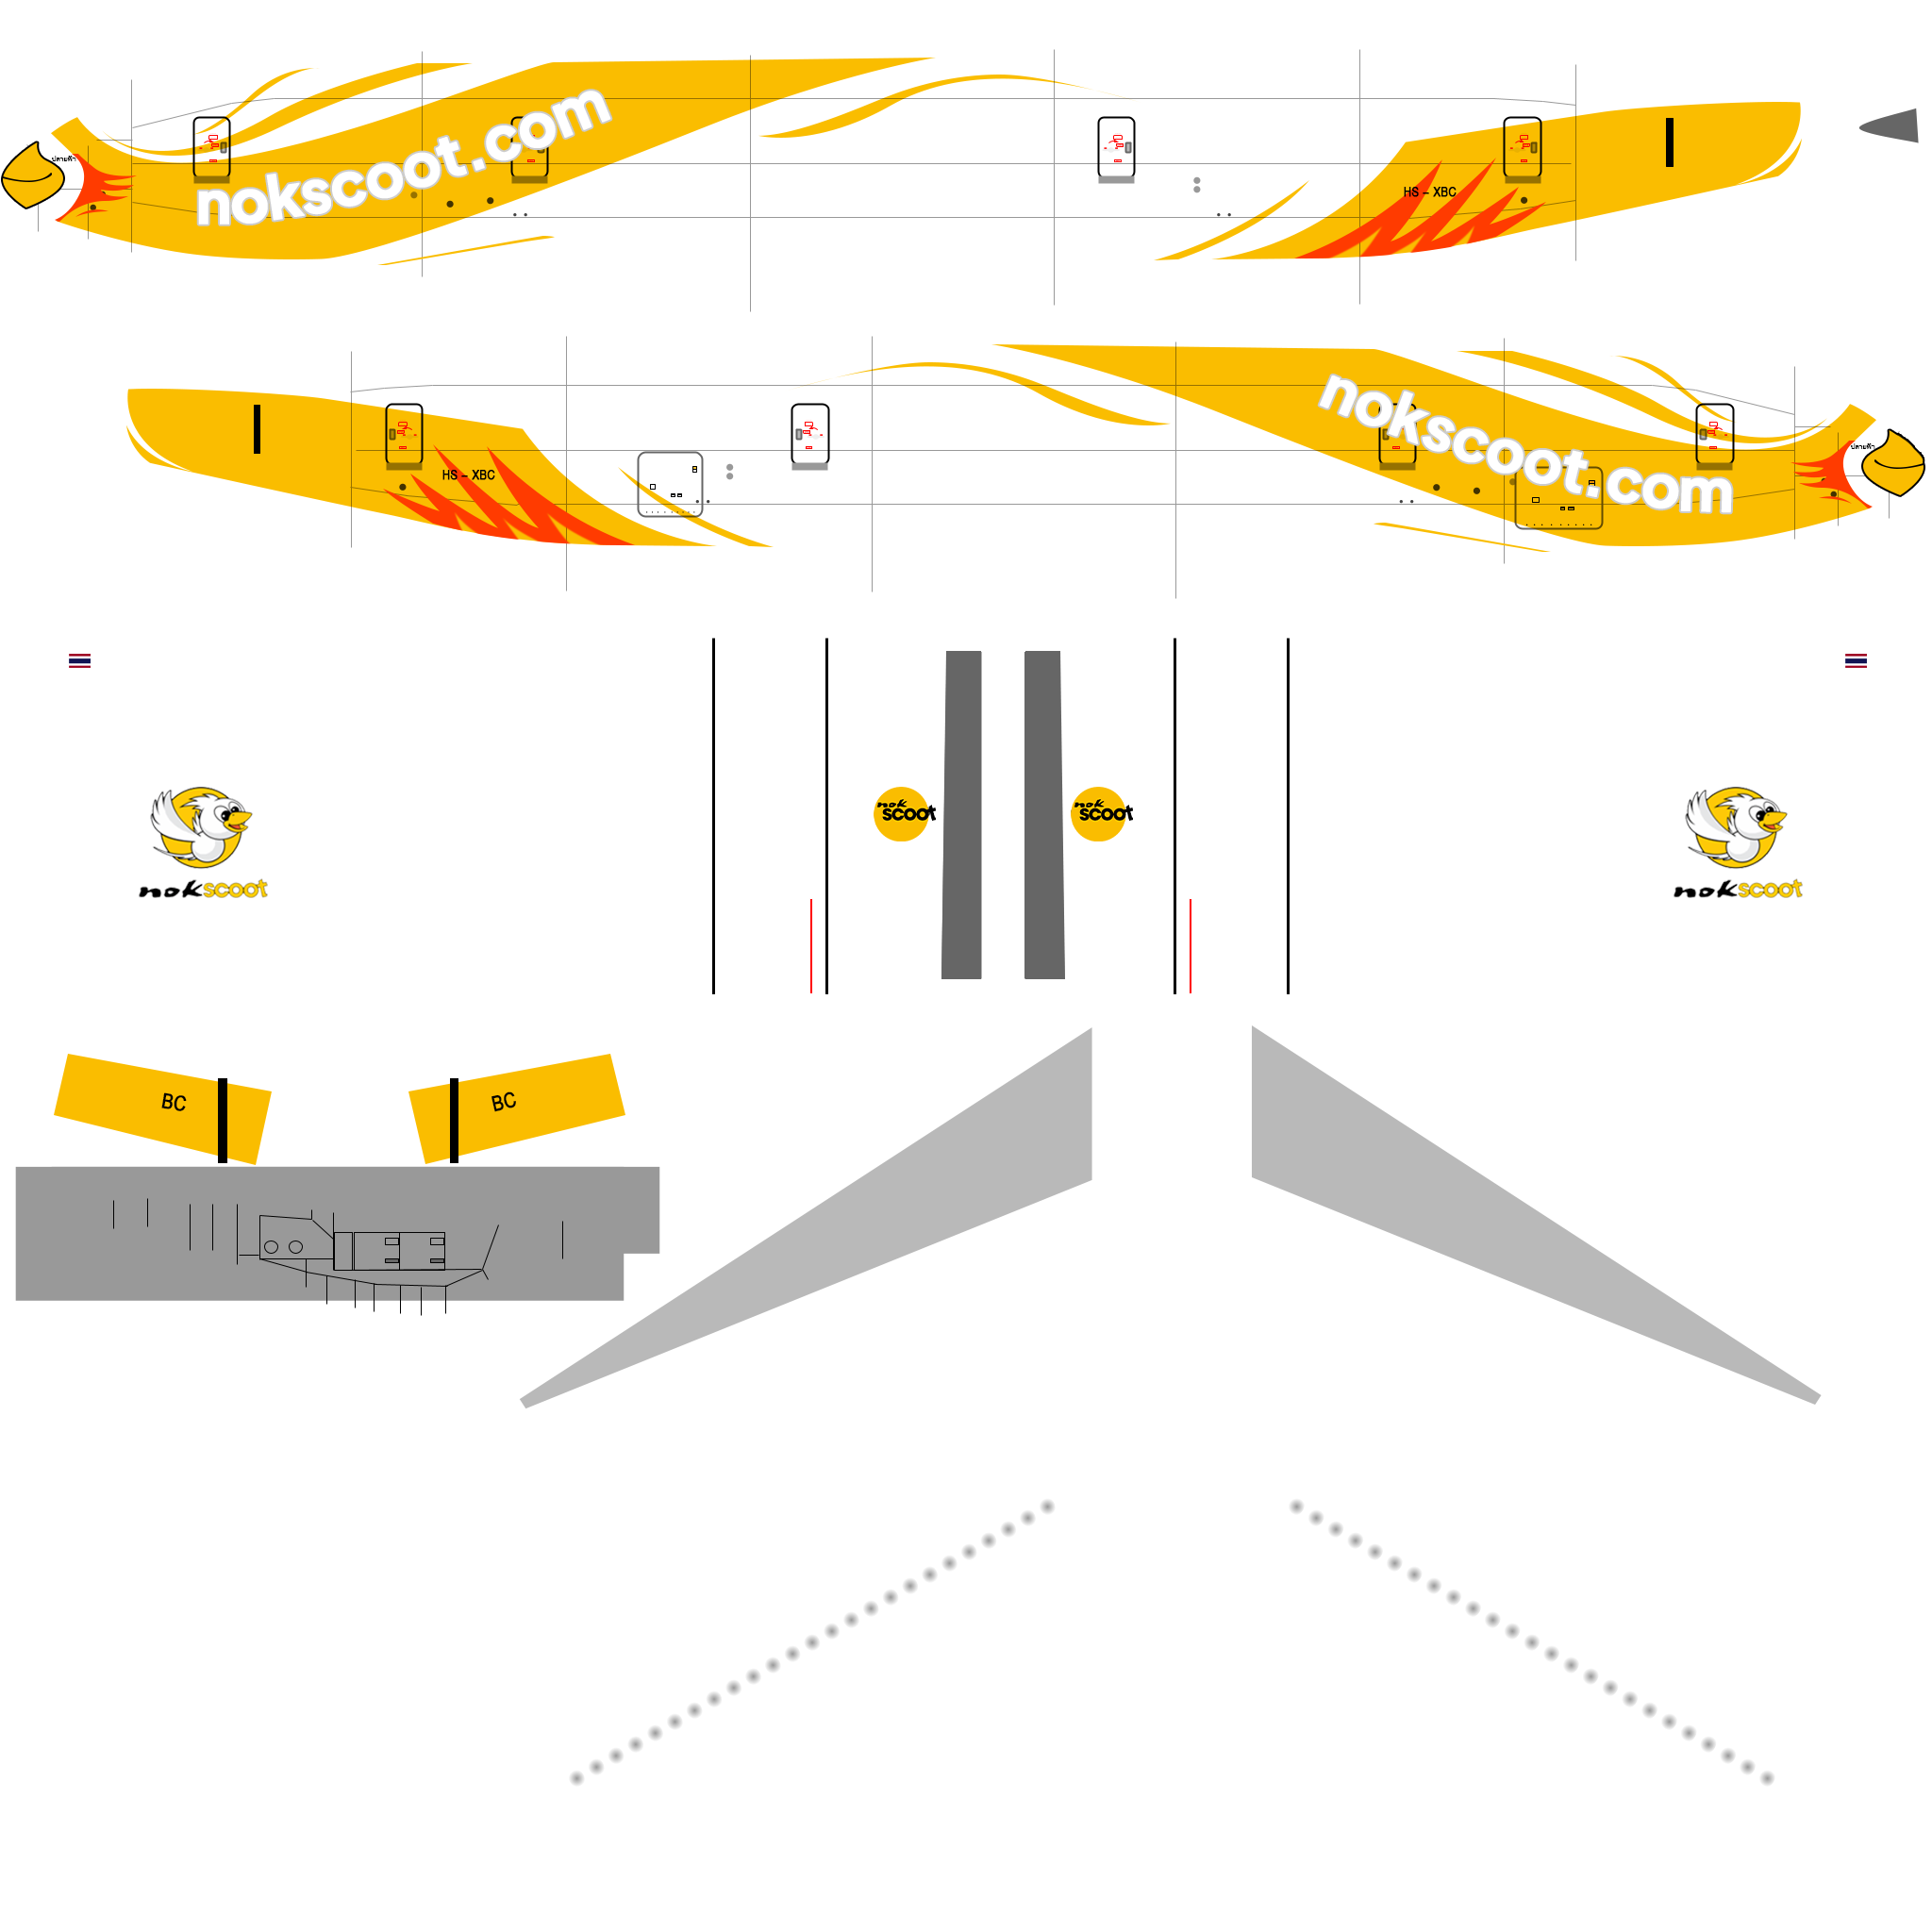 nokscoot.com
ปลายฟ้า
HS - XBC
nokscoot.com
HS - XBC
ปลายฟ้า
nok
scoot
nok
scoot
nokscoot
nokscoot
BC
BC